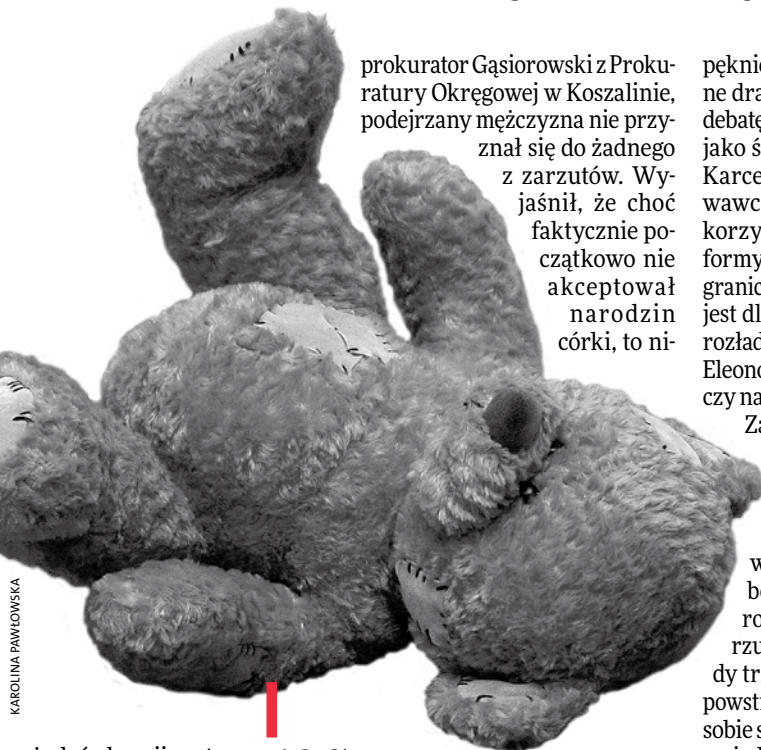 prokurator Gąsiorowski z Proku-
ratury Okręgowej w Koszalinie,
podejrzany mężczyzna nie przy-
znał się do żadnego
z zarzutów. Wy-
jaśnił, że choć
faktycznie po-
czątkowo nie
akceptował
narodzin
córki, to ni-
pęknie
ne dra
debatę
jako ś
Karce
wawc
korzy
formy
granic
jest dl
rozład
Eleono
czy na
Za
w
be
ro
rzu
dy tr
powst
sobie s
KAROLINA PAWŁOWSKA